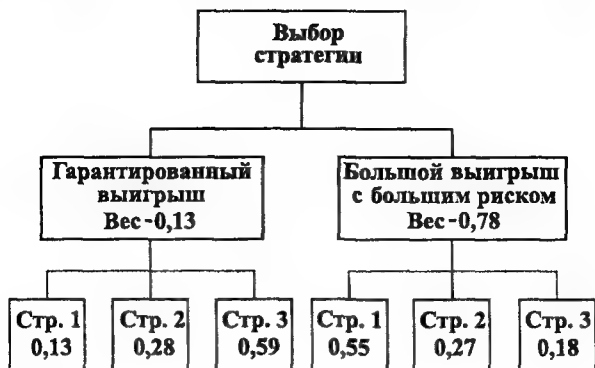 Выбор
стратегии
Гарантированный
выигрыш
Вес-0,13
Большой выигрыш
с большим риском
Вес-0,78
Стр. 1
0,13
Стр. 2
0,28
Стр. 3
0,59
Стр. 1
0,55
Стр. 2
0,27
Стр. 3
0,18